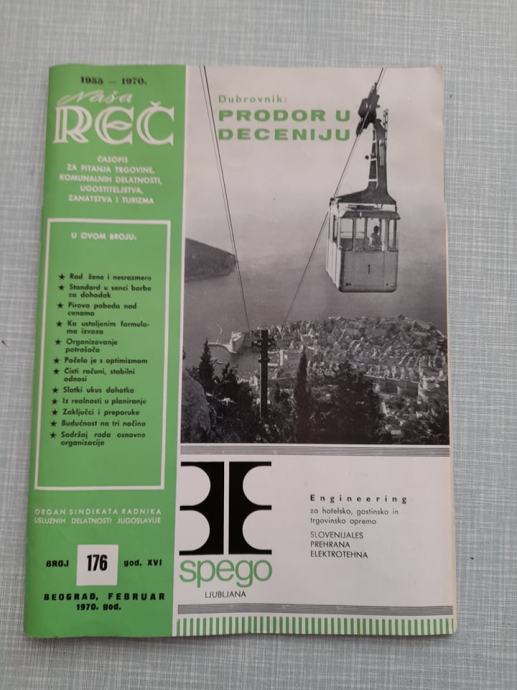 1955 — 1970.
Naša
REČ
ČASOPIS
ZA PITANJA TRGOVINE,
KOMUNALNIH DELATNOSTI,
UGOSTITELJSTVA,
ZANATSTVA I TURIZMA
U OVOM BROJU:
★ Rad žene i nesrazmera
★ Standard u senci borbe
za dohodak
★ Pirova pobeda nad
cenama
★ Ka ustaljenim formula-
ma izvoza
★ Organizovanje
potrošača
★ Počelo je s optimizmom
★ Čisti računi, stabilni
odnosi
★ Slatki ukus dohotka
★ Iz realnosti u planiranje
★ Zaključci i preporuke
★ Budućnost na tri načina
★ Sadržaj rada osnovne
organizacije
ORGAN SINDIKATA RADNIKA
USLUŽNIH DELATNOSTI JUGOSLAVIJE
BROJ 176 god. XVI
BEOGRAD, FEBRUAR
1970. god.
Dubrovnik:
PRODOR U
DECENIJU
1
spego
LJUBLJANA
Engineering
za hotelsko, gostinsko in
trgovinsko opremo
SLOVENIJALES
PREHRANA
ELEKTROTEHNA